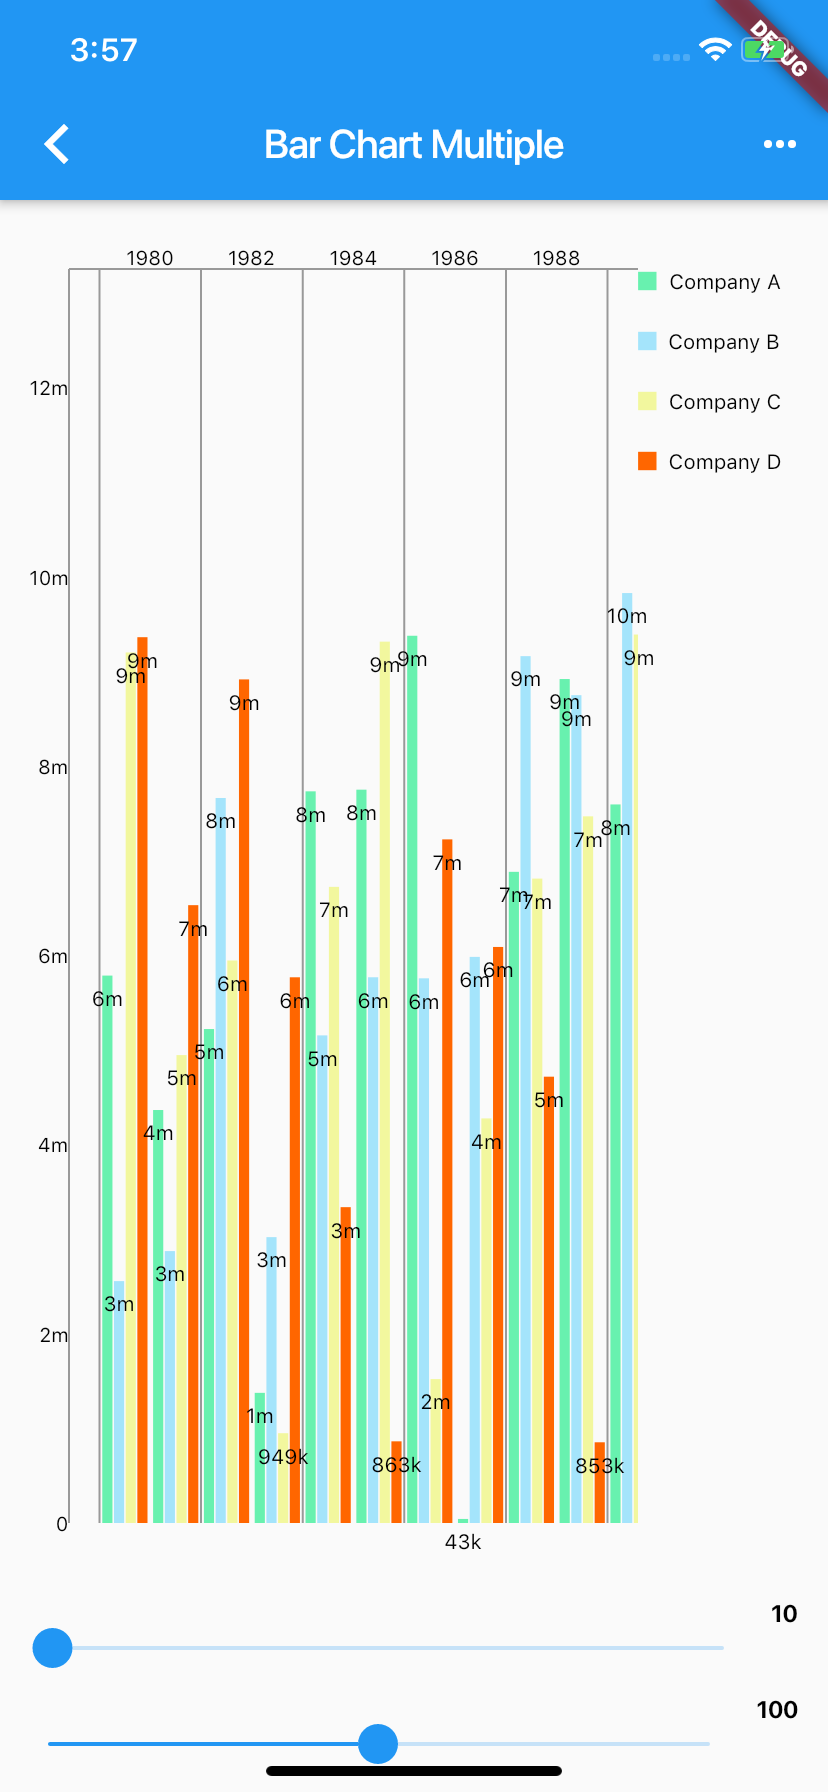 3:57
DEBUG
Bar Chart Multiple
1980 1982 1984 1986 1988
Company A
Company B
12m
Company C
Company D
10m
10m
9m 9m 9m 9m 9m
9m 9m
9m 9m
9m
8m
8m 8m
8m 8m
7m
7m
7m 7m
7m
7m
6m
6m 6m
6m
6m 6m 6m 6m
5m 5m
5m 5m
4m
4m 4m
3m
3m 3m
3m
2m
2m
1m
949k 863k 853k
0
43k
10
100